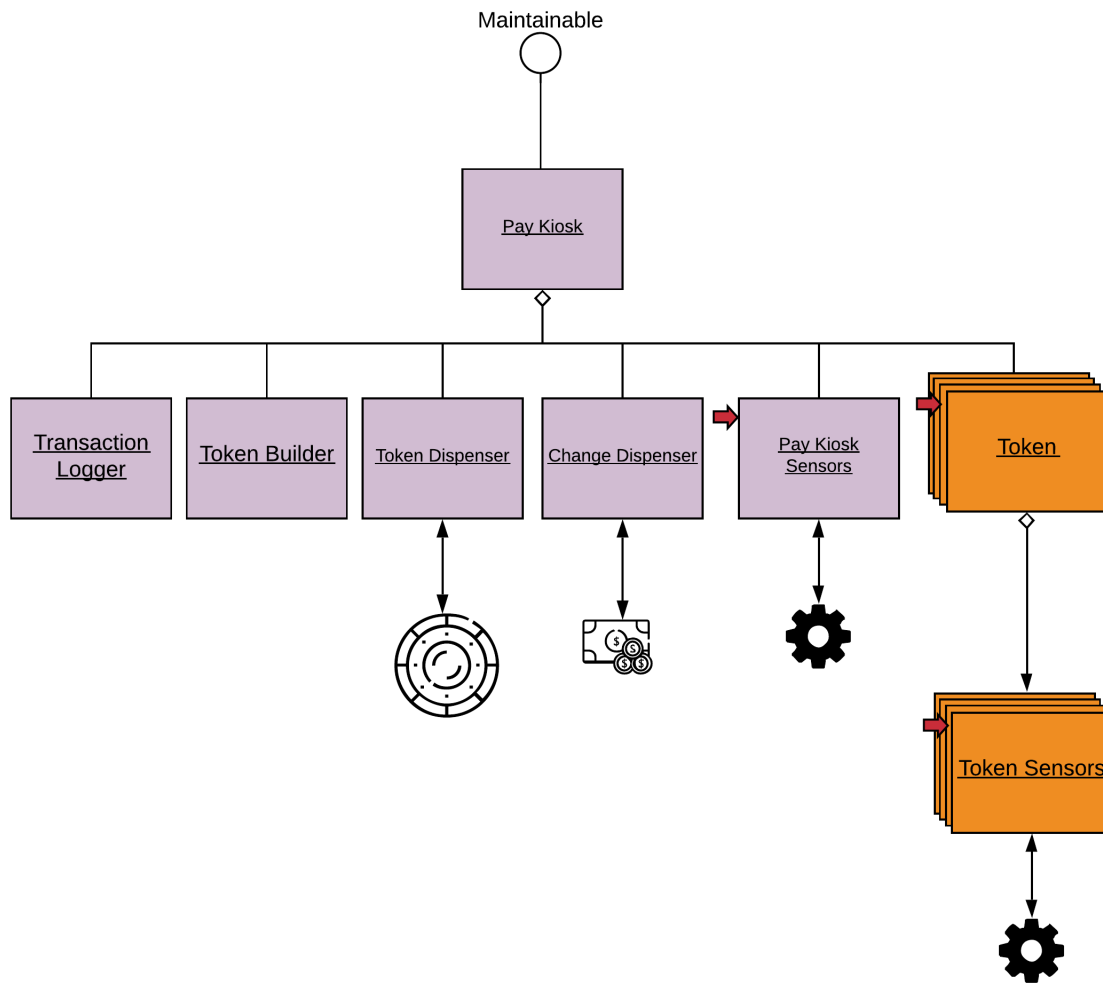 Maintainable
Pay Kiosk
Transaction
Logger
Token Builder
Token Dispenser
Change Dispenser
Pay Kiosk
Sensors
Token
$
$
$
$
Token Sensors